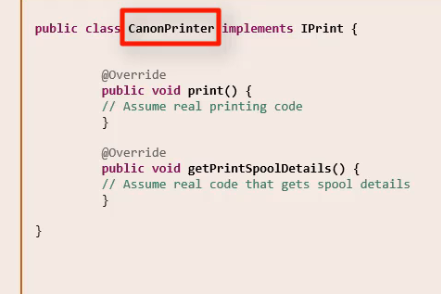 public class CanonPrinter implements IPrint {
@Override
public void print() {
// Assume real printing code
}
@Override
public void getPrintSpoolDetails() {
// Assume real code that gets spool details
}
}